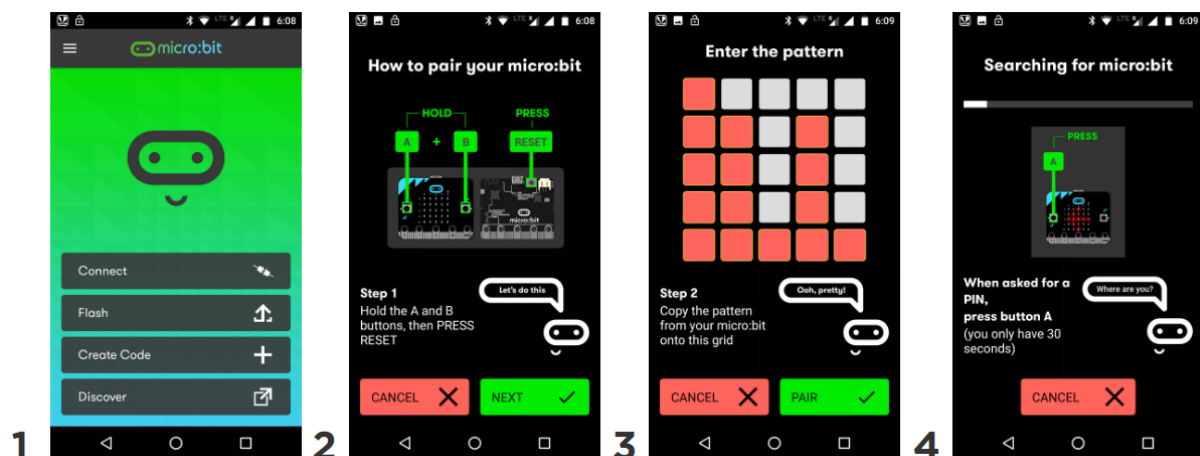 LTE 6:08
micro:bit
Connect
Flash
Create Code
Discover
1
LTE 6:08
How to pair your micro:bit
HOLD PRESS
A + B RESET
micro:bit
Let's do this
Step 1
Hold the A and B
buttons, then PRESS
RESET
CANCEL NEXT
2
LTE 6:09
Enter the pattern
Ooh, pretty!
Step 2
Copy the pattern
from your micro:bit
onto this grid
CANCEL PAIR
3
LTE 6:09
Searching for micro:bit
PRESS
A
Where are you?
When asked for a
PIN,
press button A
(you only have 30
seconds)
CANCEL
4